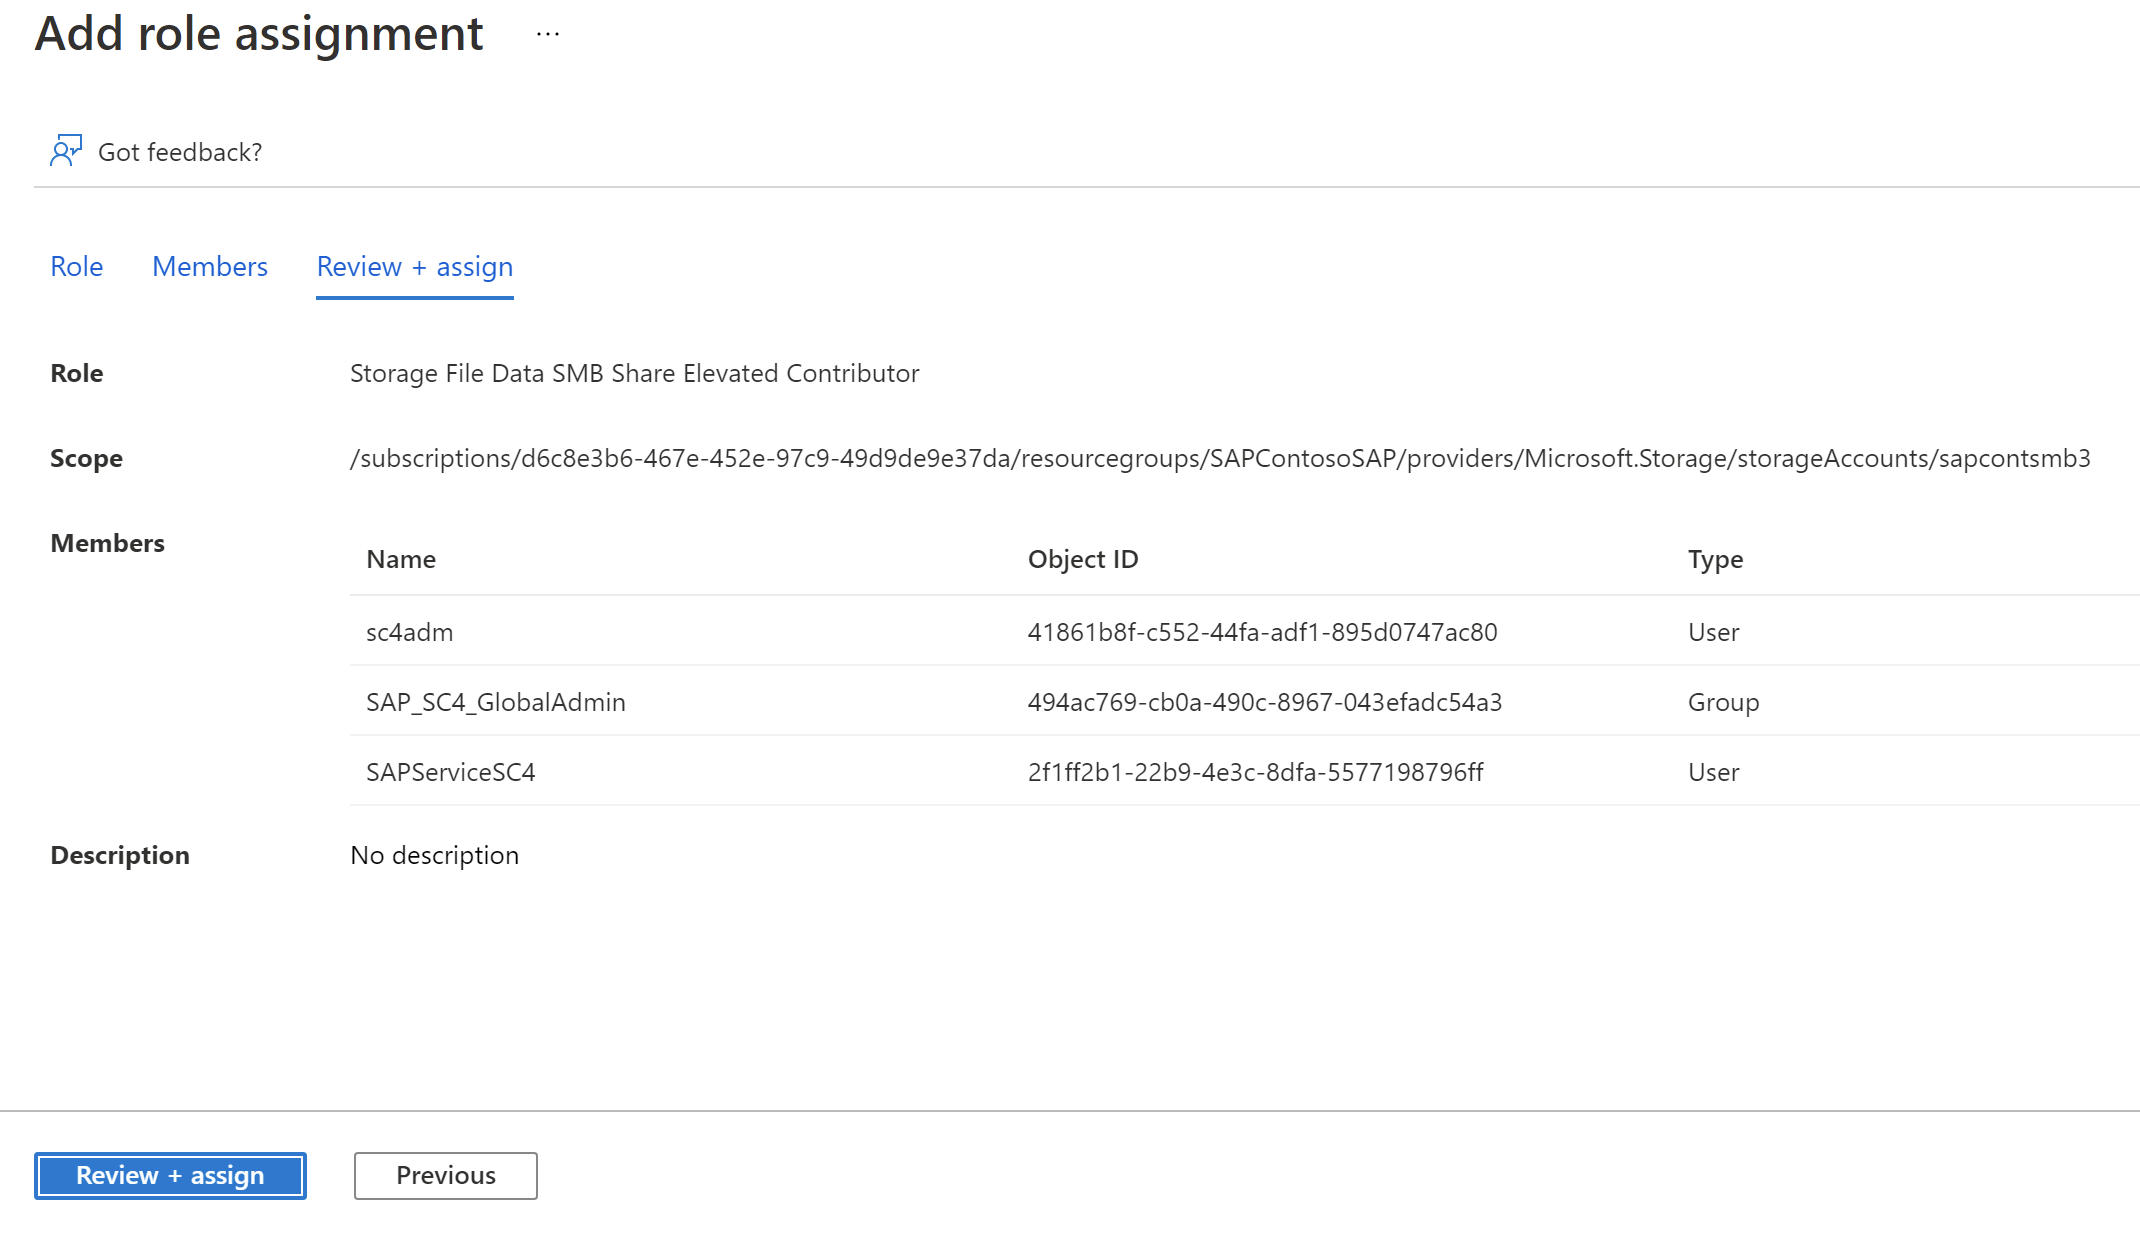 Add role assignment ...
Got feedback?
Role Members Review + assign
Role Storage File Data SMB Share Elevated Contributor
Scope /subscriptions/d6c8e3b6-467e-452e-97c9-49d9de9e37da/resourcegroups/SAPContosoSAP/providers/Microsoft.Storage/storageAccounts/sapcontsmb3
Members
Name Object ID Type
sc4adm 41861b8f-c552-44fa-adf1-895d0747ac80 User
SAP_SC4_GlobalAdmin 494ac769-cb0a-490c-8967-043efadc54a3 Group
SAPServiceSC4 2f1ff2b1-22b9-4e3c-8dfa-5577198796ff User
Description No description
Review + assign Previous